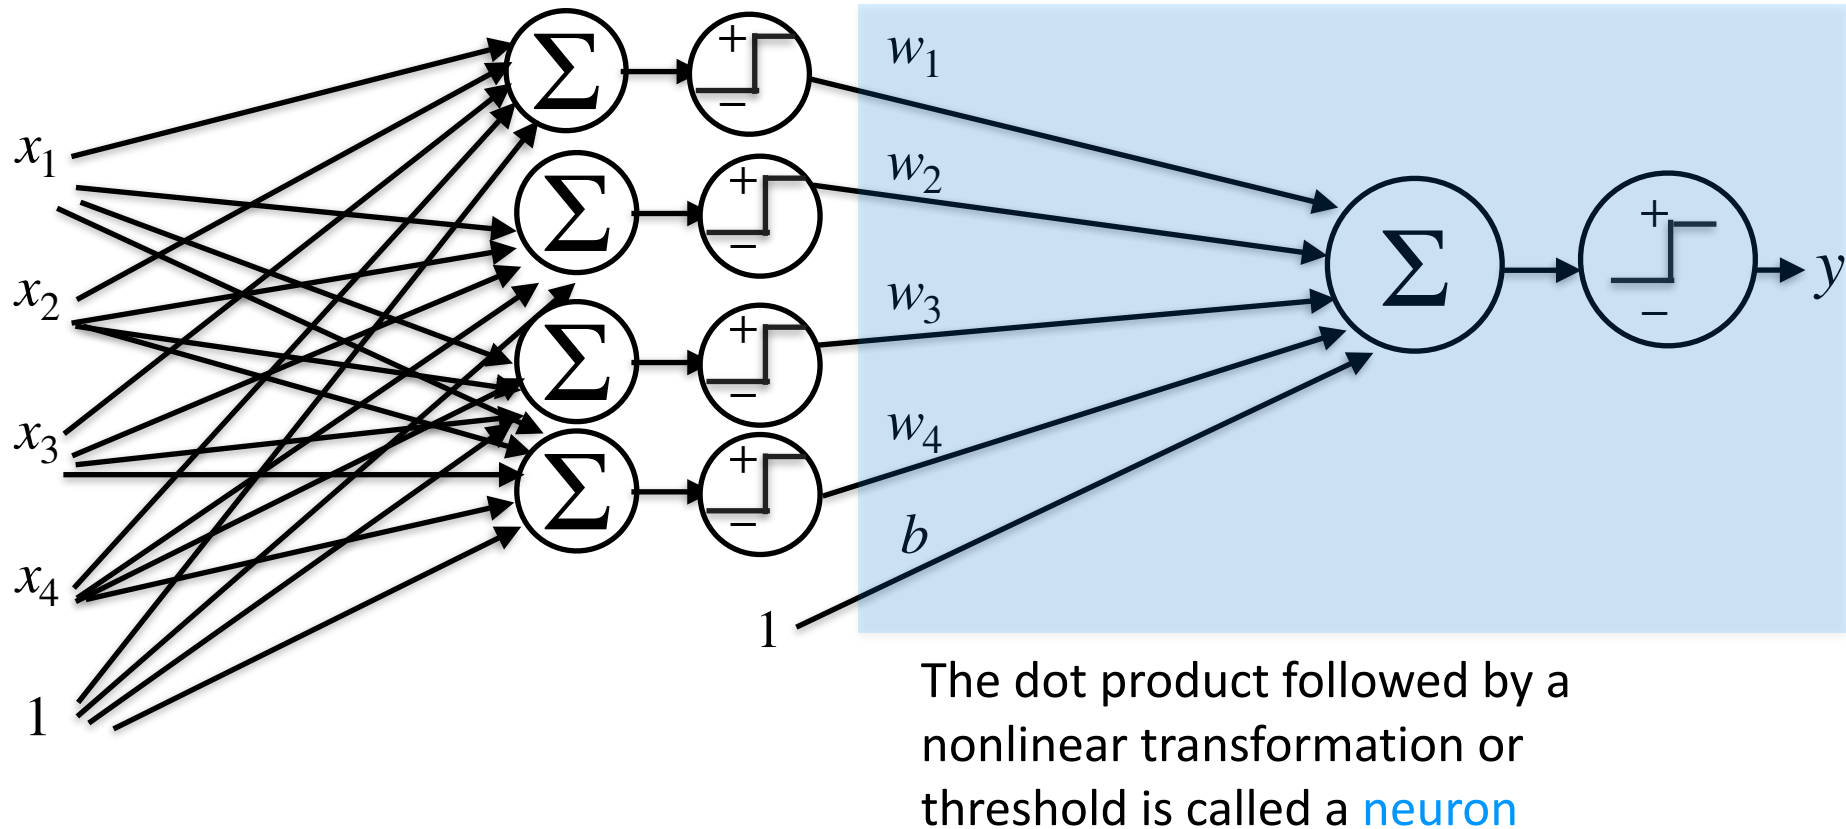 x₁
x₂
x₃
x₄
1
Σ
+
−
Σ
+
−
Σ
+
−
Σ
+
−
w₁
w₂
w₃
w₄
b
1
Σ
+
−
y
The dot product followed by a
nonlinear transformation or
threshold is called a neuron